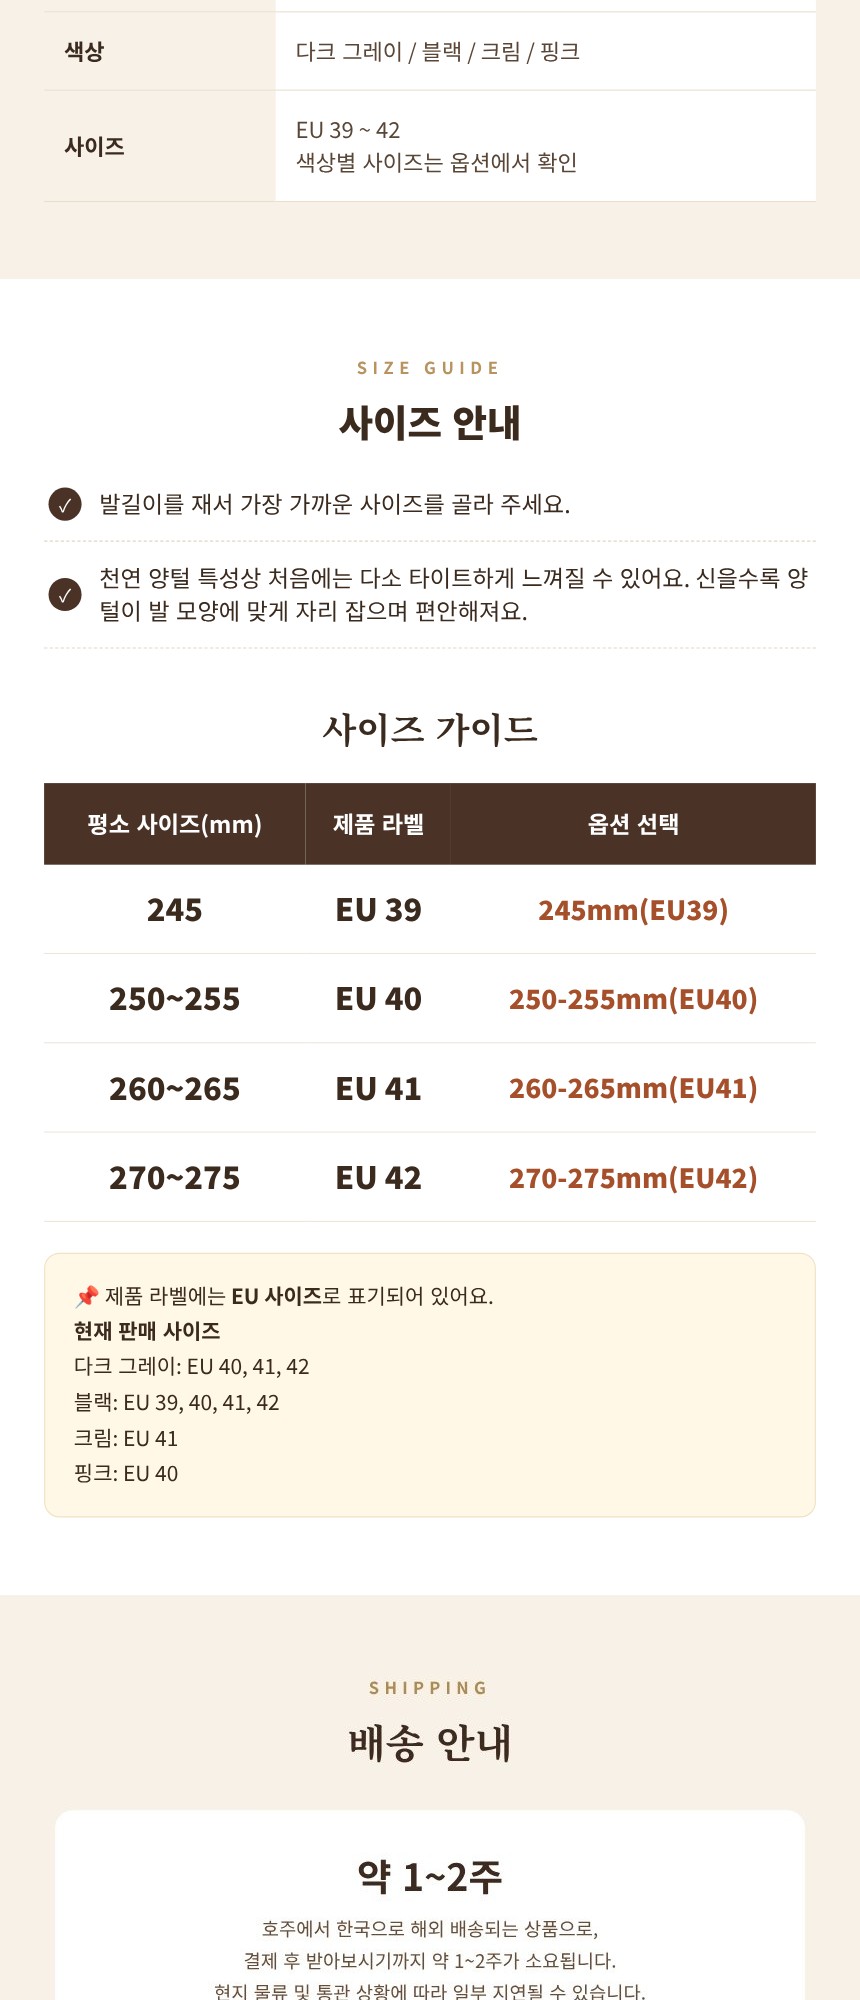 색상
다크 그레이 / 블랙 / 크림 / 핑크
사이즈
EU 39 ~ 42
색상별 사이즈는 옵션에서 확인
SIZE GUIDE
사이즈 안내
✓ 발길이를 재서 가장 가까운 사이즈를 골라 주세요.
✓ 천연 양털 특성상 처음에는 다소 타이트하게 느껴질 수 있어요. 신을수록 양
털이 발 모양에 맞게 자리 잡으며 편안해져요.
사이즈 가이드
평소 사이즈(mm) 제품 라벨 옵션 선택
245 EU 39 245mm(EU39)
250~255 EU 40 250-255mm(EU40)
260~265 EU 41 260-265mm(EU41)
270~275 EU 42 270-275mm(EU42)
📌 제품 라벨에는 EU 사이즈로 표기되어 있어요.
현재 판매 사이즈
다크 그레이: EU 40, 41, 42
블랙: EU 39, 40, 41, 42
크림: EU 41
핑크: EU 40
SHIPPING
배송 안내
약 1~2주
호주에서 한국으로 해외 배송되는 상품으로,
결제 후 받아보시기까지 약 1~2주가 소요됩니다.
현지 물류 및 통관 상황에 따라 일부 지연될 수 있습니다.